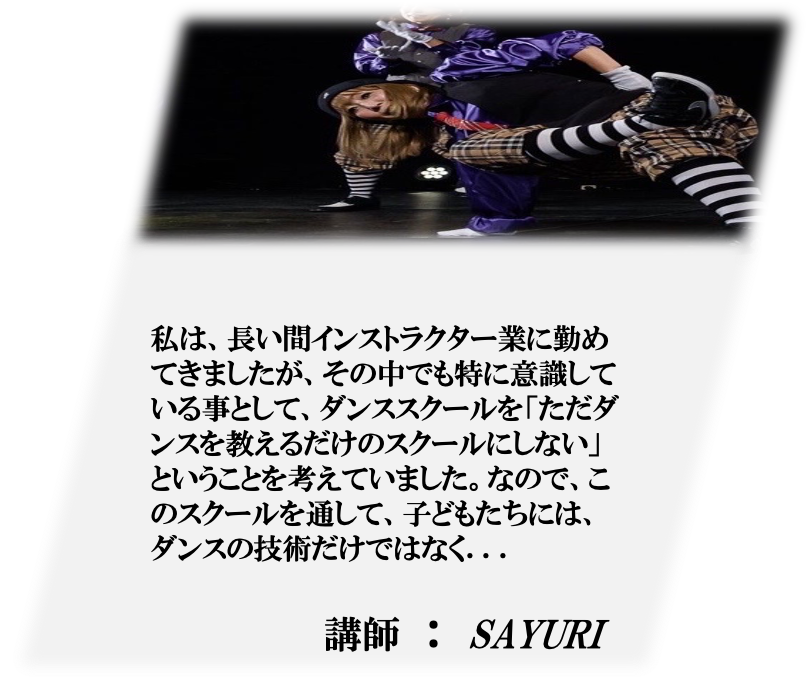 私は、長い間インストラクター業に勤め
てきましたが、その中でも特に意識して
いる事として、ダンススクールを「ただダ
ンスを教えるだけのスクールにしない」
ということを考えていました。なので、こ
のスクールを通して、子どもたちには、
ダンスの技術だけではなく...
講師 : SAYURI